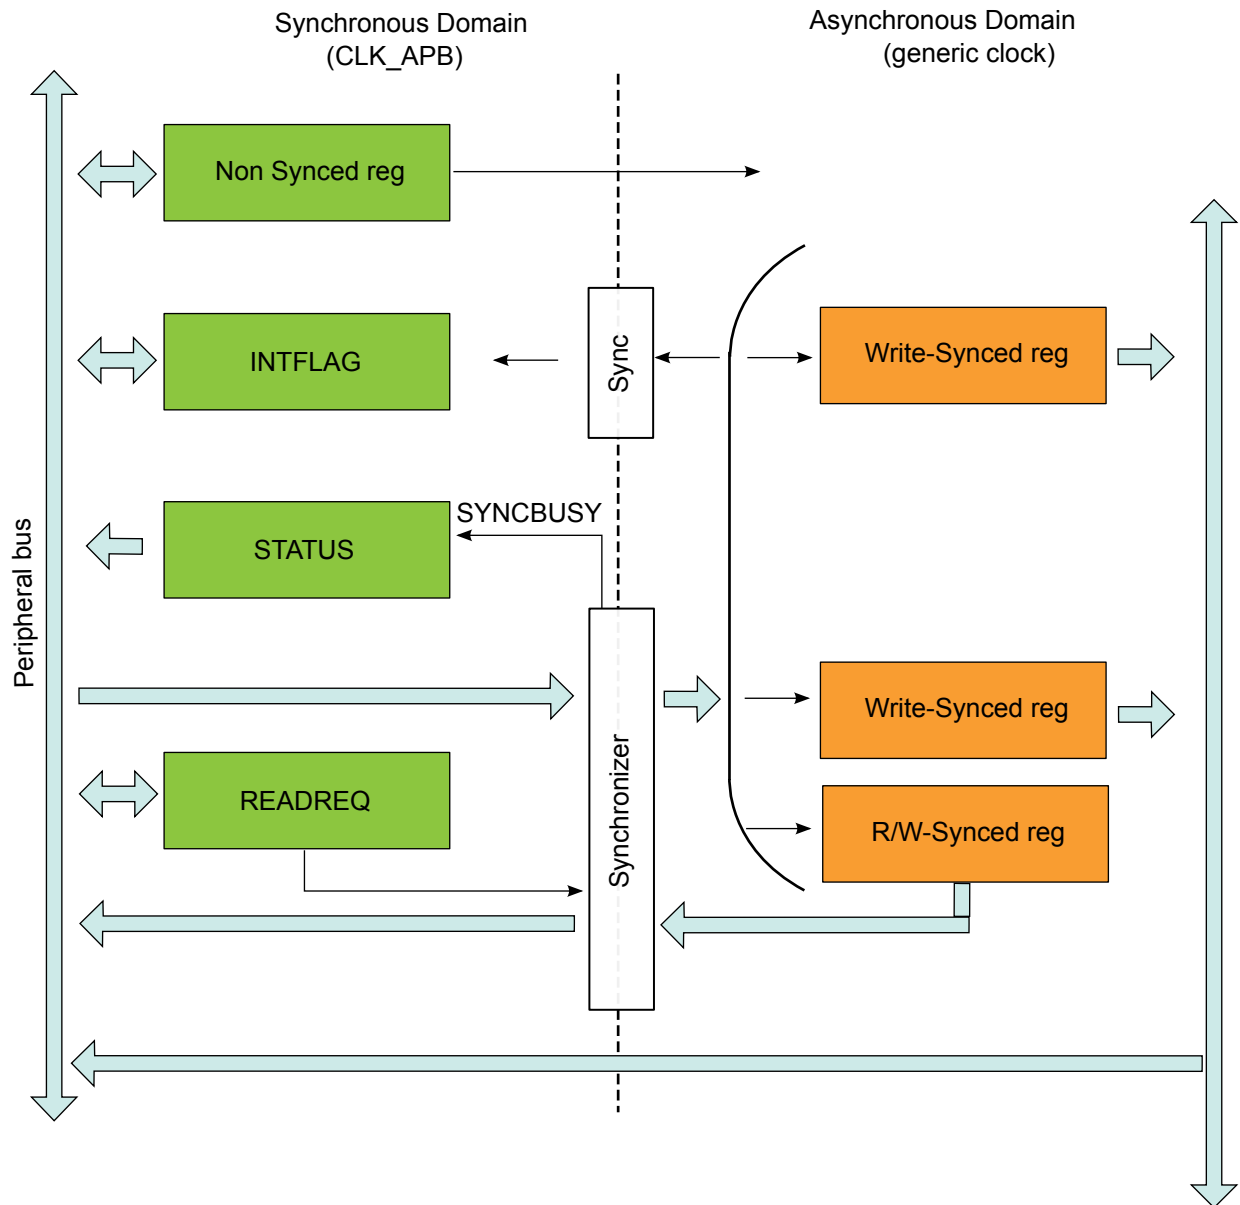 Synchronous Domain
(CLK_APB)
Asynchronous Domain
(generic clock)
Non Synced reg
INTFLAG
Sync
Write-Synced reg
SYNCBUSY
STATUS
Peripheral bus
Write-Synced reg
Synchronizer
READREQ
R/W-Synced reg